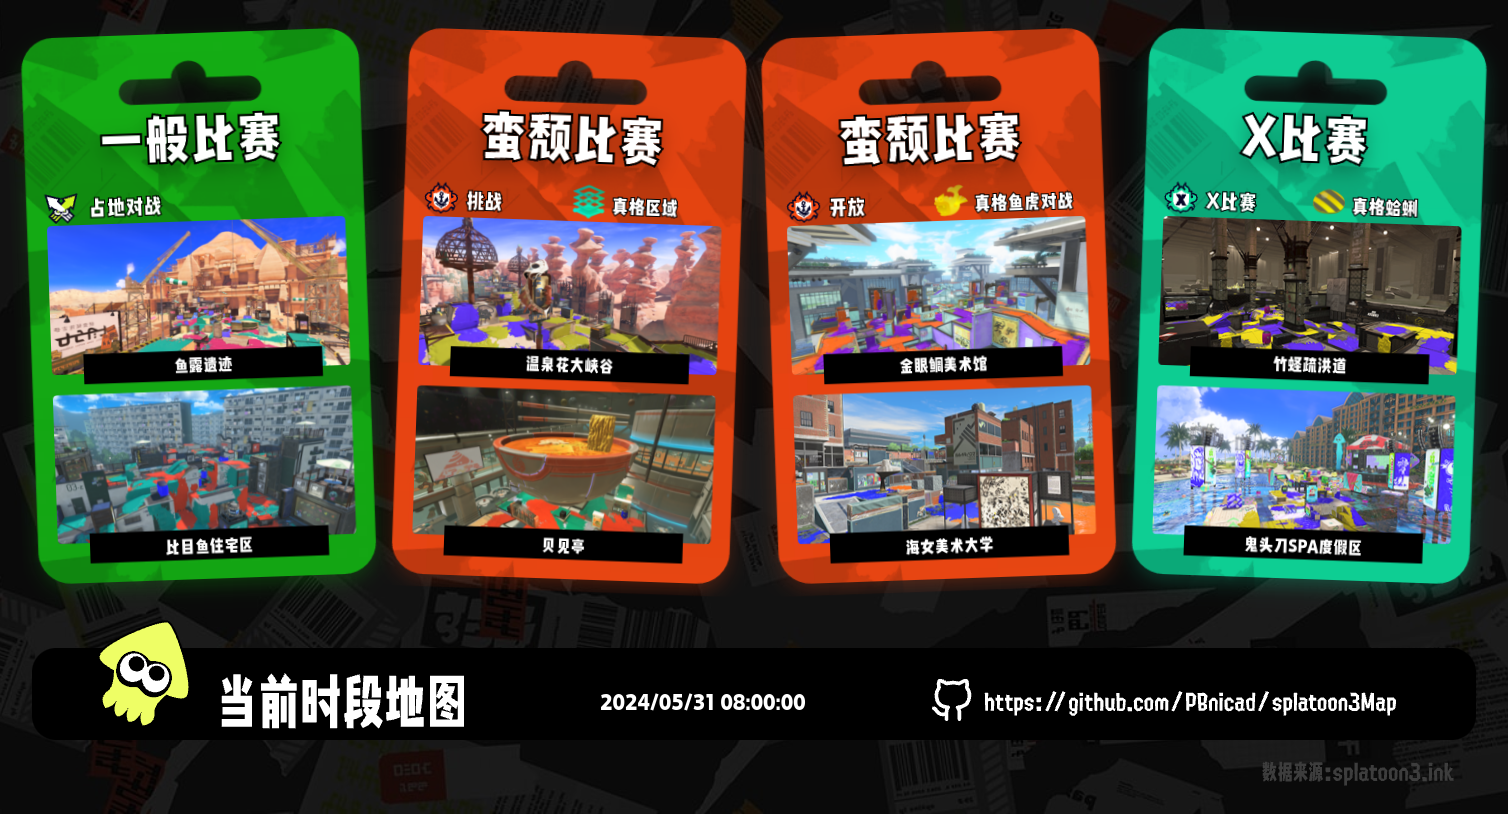 一般比赛
占地对战
鱼露遗迹
比目鱼住宅区
蛮颓比赛
挑战
真格区域
温泉花大峡谷
贝见亭
蛮颓比赛
开放
真格鱼虎对战
金眼鲷美术馆
海女美术大学
X比赛
X比赛
真格蛤蜊
竹蛏疏洪道
鬼头刀SPA度假区
当前时段地图
2024/05/31 08:00:00
https://github.com/PBnicad/splatoon3Map
数据来源:splatoon3.ink